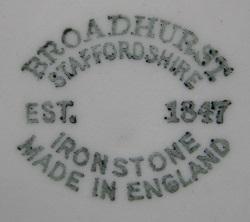 BROADHURST
STAFFORDSHIRE
EST. 1847
IRONSTONE
MADE IN ENGLAND